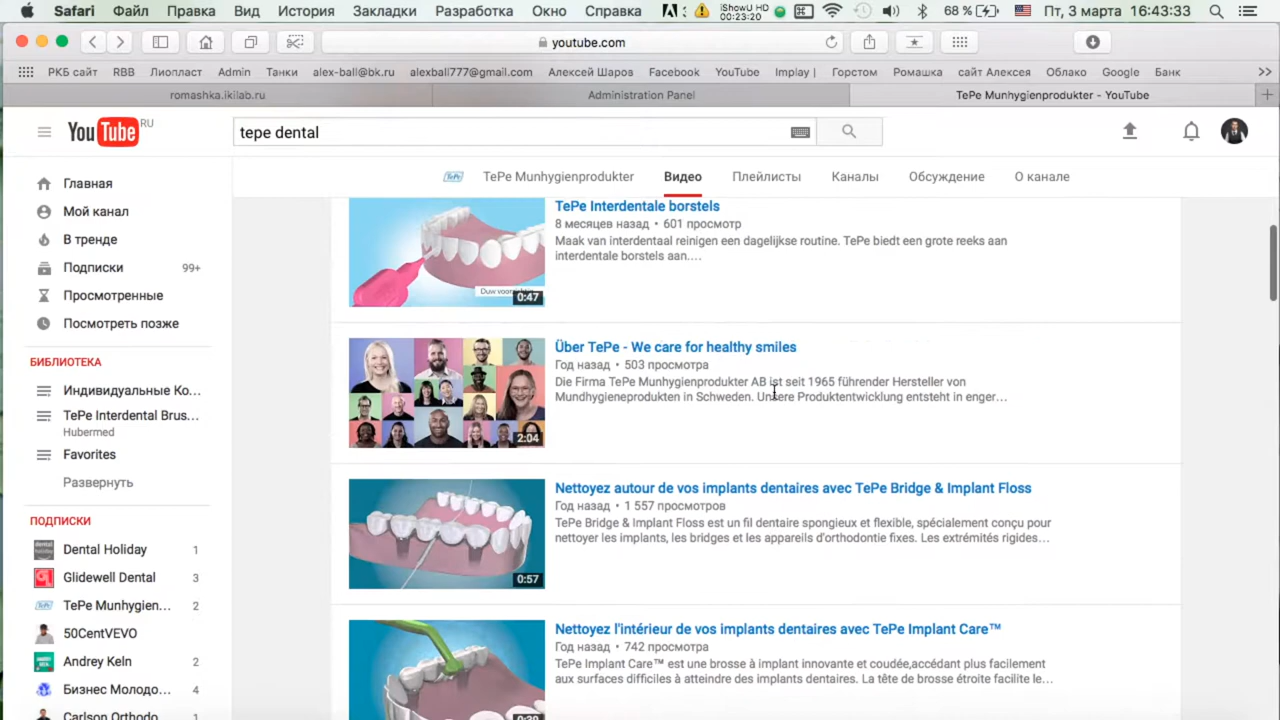 Safari Файл Правка Вид История Закладки Разработка Окно Справка iShowU HD 00:23:20 68 % Пт, 3 марта 16:43:33
youtube.com
РКБ сайт RBB Лиопласт Admin Танки alex-ball@bk.ru alexball777@gmail.com Алексей Шаров Facebook YouTube Implay | Горстом Ромашка сайт Алексея Облако Google Банк >>
romashka.ikilab.ru Administration Panel TePe Munhygienprodukter - YouTube
YouTube RU
tepe dental
TePe TePe Munhygienprodukter Видео Плейлисты Каналы Обсуждение О канале
Главная
Мой канал
В тренде
Подписки 99+
Просмотренные
Посмотреть позже
БИБЛИОТЕКА
Индивидуальные Ко...
TePe Interdental Brus...
Hubermed
Favorites
Развернуть
ПОДПИСКИ
Dental Holiday 1
Glidewell Dental 3
TePe Munhygien... 2
50CentVEVO
Andrey Keln 2
Бизнес Молодо... 4
Carlson Orthodo... 1
TePe Interdentale borstels
8 месяцев назад • 601 просмотр
Maak van interdentaal reinigen een dagelijkse routine. TePe biedt een grote reeks aan
interdentale borstels aan....
0:47
Über TePe - We care for healthy smiles
Год назад • 503 просмотра
Die Firma TePe Munhygienprodukter AB ist seit 1965 führender Hersteller von
Mundhygieneprodukten in Schweden. Unsere Produktentwicklung entsteht in enger...
2:04
Nettoyez autour de vos implants dentaires avec TePe Bridge & Implant Floss
Год назад • 1 557 просмотров
TePe Bridge & Implant Floss est un fil dentaire spongieux et flexible, spécialement conçu pour
nettoyer les implants, les bridges et les appareils d'orthodontie fixes. Les extrémités rigides...
0:57
Nettoyez l'intérieur de vos implants dentaires avec TePe Implant Care™
Год назад • 742 просмотра
TePe Implant Care™ est une brosse à implant innovante et coudée,accédant plus facilement
aux surfaces difficiles à atteindre des implants dentaires. La tête de brosse étroite facilite le...